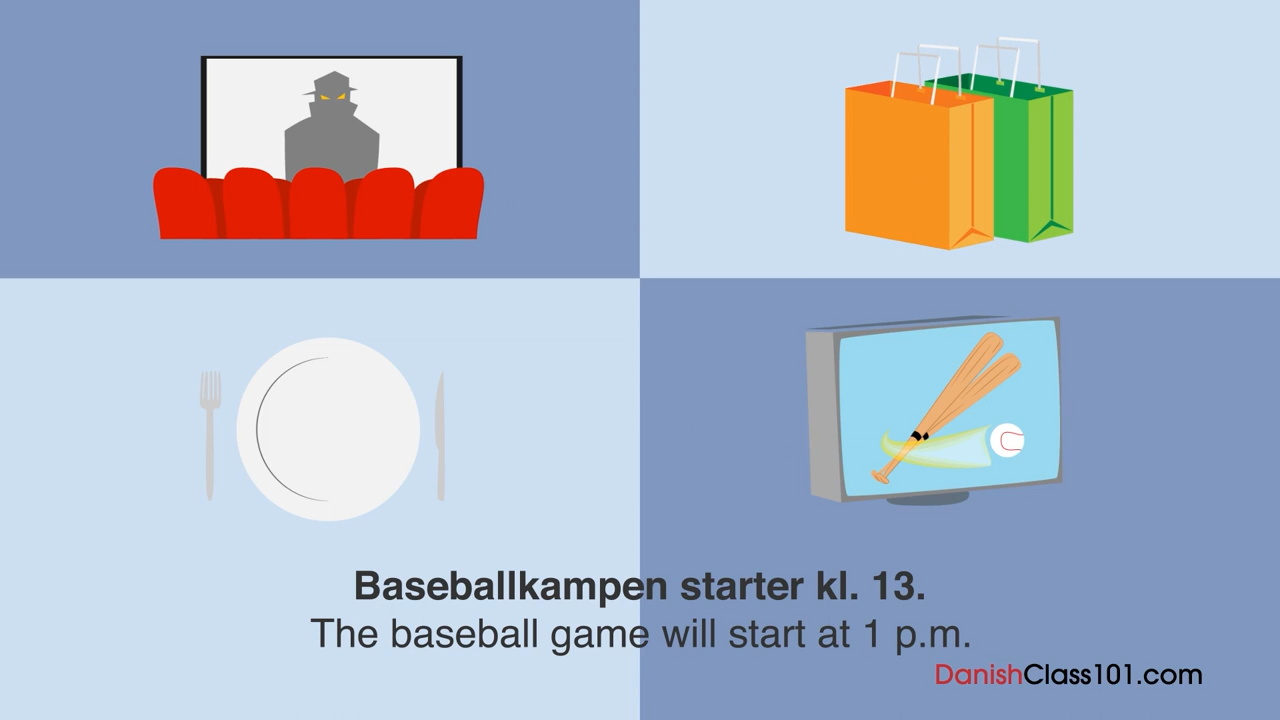 Baseballkampen starter kl. 13.
The baseball game will start at 1 p.m.
DanishClass101.com